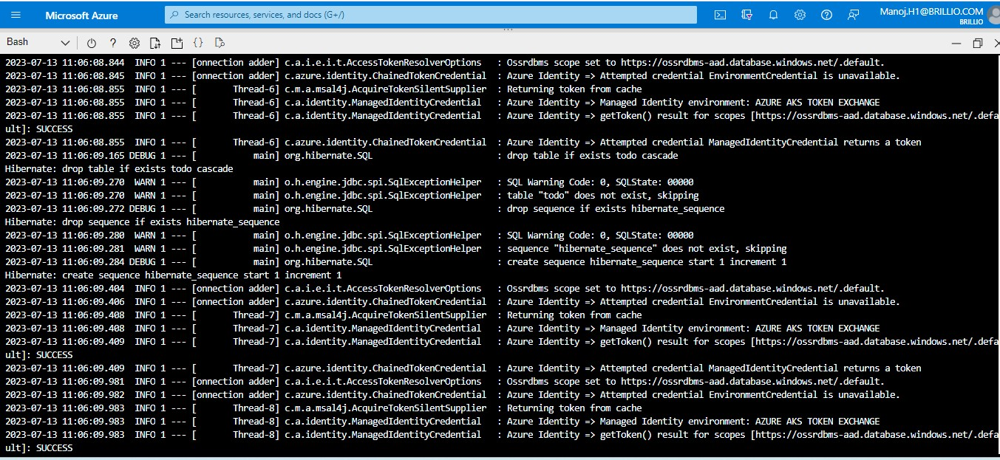 Microsoft Azure
Search resources, services, and docs (G+/)
Manoj.H1@BRILLIO.COM
BRILLIO
Bash
2023-07-13 11:06:08.844  INFO 1 --- [onnection adder] c.a.i.e.i.t.AccessTokenResolverOptions   : Ossrdbms scope set to https://ossrdbms-aad.database.windows.net/.default.
2023-07-13 11:06:08.845  INFO 1 --- [onnection adder] c.azure.identity.ChainedTokenCredential  : Azure Identity => Attempted credential EnvironmentCredential is unavailable.
2023-07-13 11:06:08.855  INFO 1 --- [       Thread-6] c.m.a.msal4j.AcquireTokenSilentSupplier  : Returning token from cache
2023-07-13 11:06:08.855  INFO 1 --- [       Thread-6] c.a.identity.ManagedIdentityCredential   : Azure Identity => Managed Identity environment: AZURE AKS TOKEN EXCHANGE
2023-07-13 11:06:08.855  INFO 1 --- [       Thread-6] c.a.identity.ManagedIdentityCredential   : Azure Identity => getToken() result for scopes [https://ossrdbms-aad.database.windows.net/.defa
ult]: SUCCESS
2023-07-13 11:06:08.855  INFO 1 --- [       Thread-6] c.azure.identity.ChainedTokenCredential  : Azure Identity => Attempted credential ManagedIdentityCredential returns a token
2023-07-13 11:06:09.165 DEBUG 1 --- [           main] org.hibernate.SQL                        : drop table if exists todo cascade
Hibernate: drop table if exists todo cascade
2023-07-13 11:06:09.270  WARN 1 --- [           main] o.h.engine.jdbc.spi.SqlExceptionHelper   : SQL Warning Code: 0, SQLState: 00000
2023-07-13 11:06:09.270  WARN 1 --- [           main] o.h.engine.jdbc.spi.SqlExceptionHelper   : table "todo" does not exist, skipping
2023-07-13 11:06:09.272 DEBUG 1 --- [           main] org.hibernate.SQL                        : drop sequence if exists hibernate_sequence
Hibernate: drop sequence if exists hibernate_sequence
2023-07-13 11:06:09.280  WARN 1 --- [           main] o.h.engine.jdbc.spi.SqlExceptionHelper   : SQL Warning Code: 0, SQLState: 00000
2023-07-13 11:06:09.281  WARN 1 --- [           main] o.h.engine.jdbc.spi.SqlExceptionHelper   : sequence "hibernate_sequence" does not exist, skipping
2023-07-13 11:06:09.284 DEBUG 1 --- [           main] org.hibernate.SQL                        : create sequence hibernate_sequence start 1 increment 1
Hibernate: create sequence hibernate_sequence start 1 increment 1
2023-07-13 11:06:09.404  INFO 1 --- [onnection adder] c.a.i.e.i.t.AccessTokenResolverOptions   : Ossrdbms scope set to https://ossrdbms-aad.database.windows.net/.default.
2023-07-13 11:06:09.406  INFO 1 --- [onnection adder] c.azure.identity.ChainedTokenCredential  : Azure Identity => Attempted credential EnvironmentCredential is unavailable.
2023-07-13 11:06:09.408  INFO 1 --- [       Thread-7] c.m.a.msal4j.AcquireTokenSilentSupplier  : Returning token from cache
2023-07-13 11:06:09.408  INFO 1 --- [       Thread-7] c.a.identity.ManagedIdentityCredential   : Azure Identity => Managed Identity environment: AZURE AKS TOKEN EXCHANGE
2023-07-13 11:06:09.409  INFO 1 --- [       Thread-7] c.a.identity.ManagedIdentityCredential   : Azure Identity => getToken() result for scopes [https://ossrdbms-aad.database.windows.net/.defa
ult]: SUCCESS
2023-07-13 11:06:09.409  INFO 1 --- [       Thread-7] c.azure.identity.ChainedTokenCredential  : Azure Identity => Attempted credential ManagedIdentityCredential returns a token
2023-07-13 11:06:09.981  INFO 1 --- [onnection adder] c.a.i.e.i.t.AccessTokenResolverOptions   : Ossrdbms scope set to https://ossrdbms-aad.database.windows.net/.default.
2023-07-13 11:06:09.982  INFO 1 --- [onnection adder] c.azure.identity.ChainedTokenCredential  : Azure Identity => Attempted credential EnvironmentCredential is unavailable.
2023-07-13 11:06:09.983  INFO 1 --- [       Thread-8] c.m.a.msal4j.AcquireTokenSilentSupplier  : Returning token from cache
2023-07-13 11:06:09.983  INFO 1 --- [       Thread-8] c.a.identity.ManagedIdentityCredential   : Azure Identity => Managed Identity environment: AZURE AKS TOKEN EXCHANGE
2023-07-13 11:06:09.983  INFO 1 --- [       Thread-8] c.a.identity.ManagedIdentityCredential   : Azure Identity => getToken() result for scopes [https://ossrdbms-aad.database.windows.net/.defa
ult]: SUCCESS